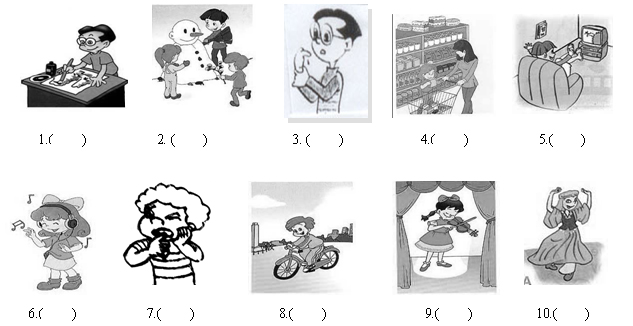 1.(      )    2. (      )    3. (      )    4.(      )    5.(      )
6.(      )    7.(      )    8.(      )    9.(      )    10.(      )